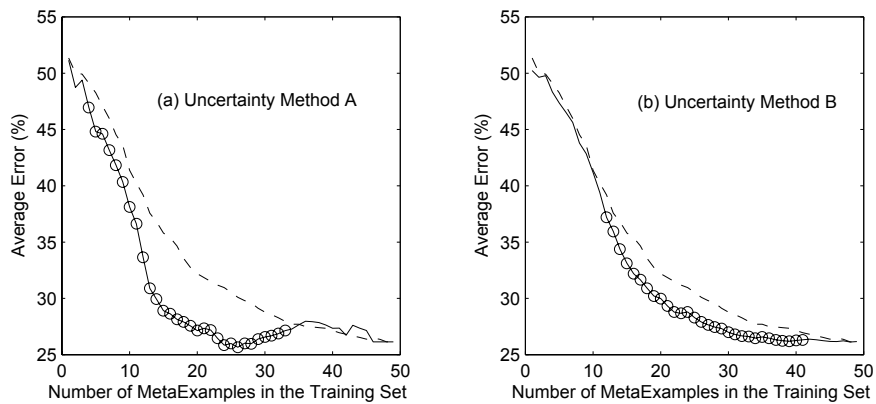 55
50
45
40
35
30
25
Average Error (%)
(a) Uncertainty Method A
0 10 20 30 40 50
Number of MetaExamples in the Training Set
55
50
45
40
35
30
25
Average Error (%)
(b) Uncertainty Method B
0 10 20 30 40 50
Number of MetaExamples in the Training Set